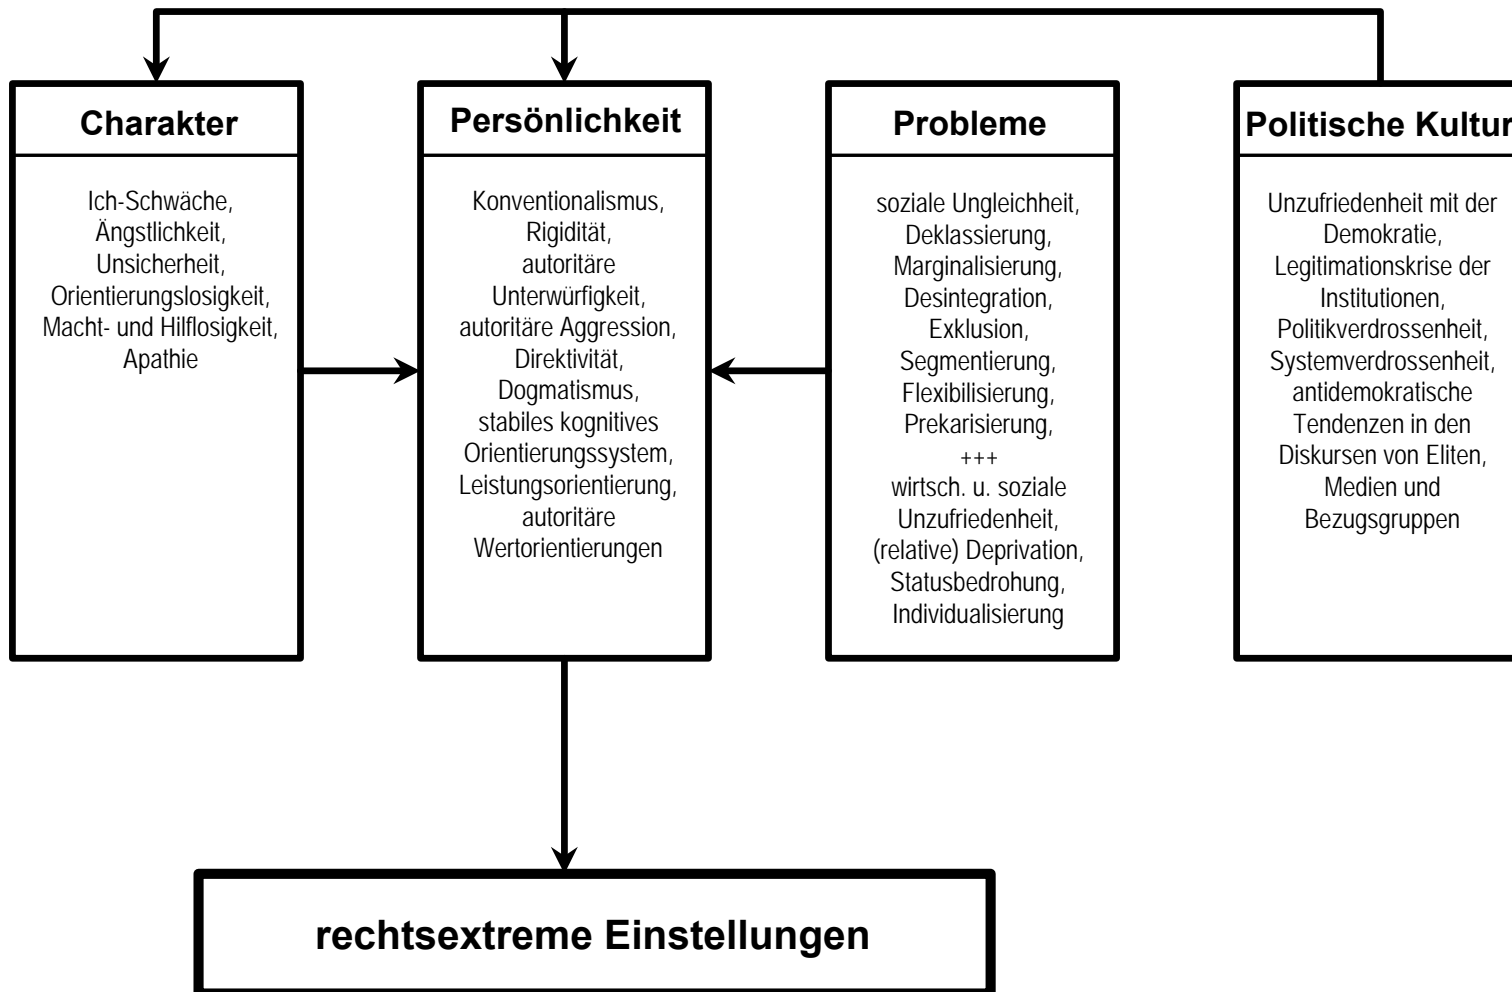 Charakter
Ich-Schwäche,
Ängstlichkeit,
Unsicherheit,
Orientierungslosigkeit,
Macht- und Hilflosigkeit,
Apathie
Persönlichkeit
Konventionalismus,
Rigidität,
autoritäre
Unterwürfigkeit,
autoritäre Aggression,
Direktivität,
Dogmatismus,
stabiles kognitives
Orientierungssystem,
Leistungsorientierung,
autoritäre
Wertorientierungen
Probleme
soziale Ungleichheit,
Deklassierung,
Marginalisierung,
Desintegration,
Exklusion,
Segmentierung,
Flexibilisierung,
Prekarisierung,
+++
wirtsch. u. soziale
Unzufriedenheit,
(relative) Deprivation,
Statusbedrohung,
Individualisierung
Politische Kultur
Unzufriedenheit mit der
Demokratie,
Legitimationskrise der
Institutionen,
Politikverdrossenheit,
Systemverdrossenheit,
antidemokratische
Tendenzen in den
Diskursen von Eliten,
Medien und
Bezugsgruppen
rechtsextreme Einstellungen